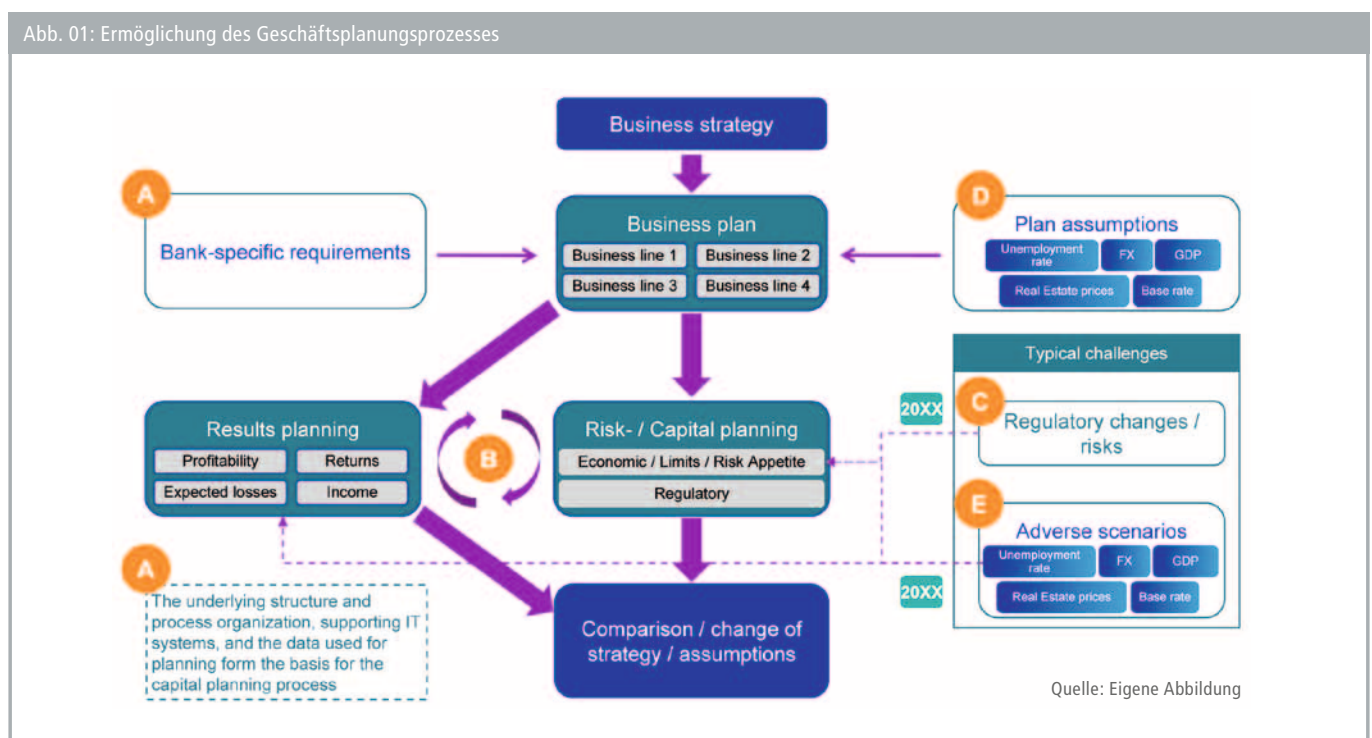 Abb. 01: Ermöglichung des Geschäftsplanungsprozesses
Business strategy
A
Bank-specific requirements
Business plan
Business line 1
Business line 2
Business line 3
Business line 4
D
Plan assumptions
Unemployment
rate
FX
GDP
Real Estate prices
Base rate
Typical challenges
20XX
C
Regulatory changes /
risks
Results planning
Profitability
Returns
Expected losses
Income
B
Risk- / Capital planning
Economic / Limits / Risk Appetite
Regulatory
E
Adverse scenarios
Unemployment
rate
FX
GDP
Real Estate prices
Base rate
20XX
A
The underlying structure and
process organization, supporting IT
systems, and the data used for
planning form the basis for the
capital planning process
Comparison / change of
strategy / assumptions
Quelle: Eigene Abbildung